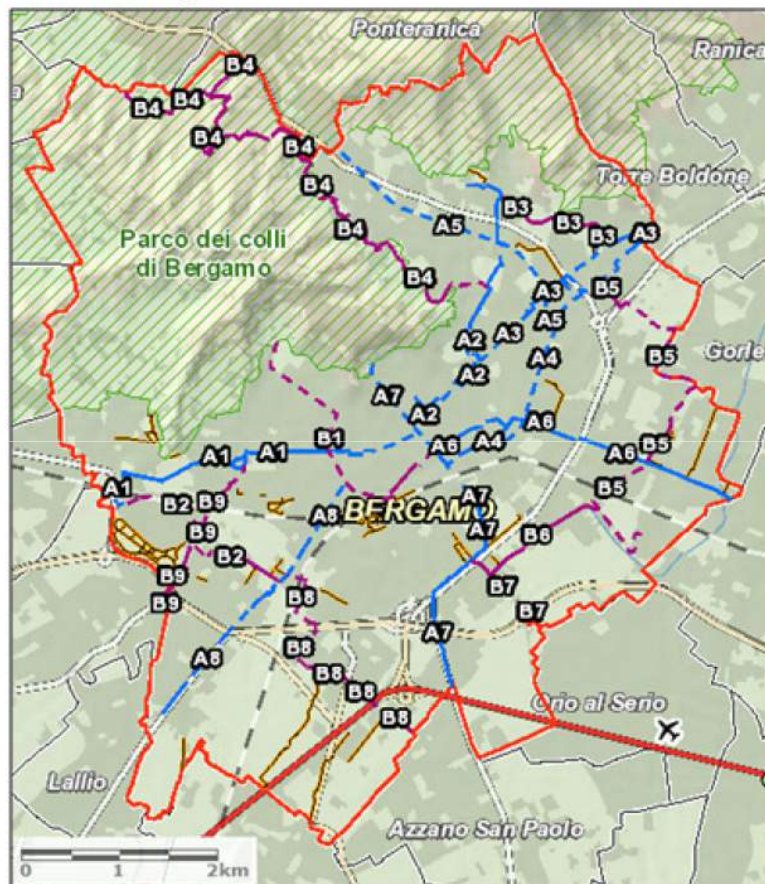 Ponteranica
Ranica
a
B4
B4
B4
B4
B4
B4
Torre Boldone
B4
B3
B3
B3
A3
Parco dei colli
di Bergamo
A5
B4
B4
A3
B5
A5
A3
A2
A2
A4
B5
Gorle
A7
A2
A6
B1
A6
A4
A1
A1
A6
B5
A1
B2
B9
B5
A7
BERGAMO
A8
A7
B9
B6
B2
B9
B7
B8
B9
B7
A7
B8
A8
B8
B8
B8
Orio al Serio
Lallio
Azzano San Paolo
0 1 2km